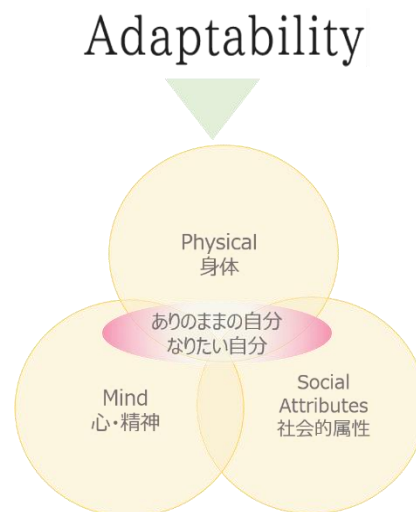 Adaptability
Physical
身体
ありのままの自分
なりたい自分
Mind
心・精神
Social
Attributes
社会的属性